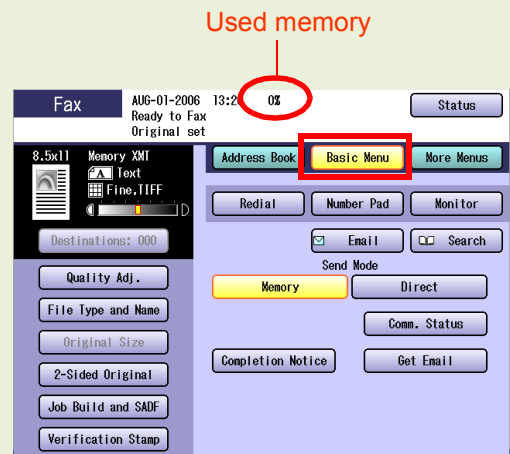 Used memory
Fax
AUG-01-2006 13:2 0%
Ready to Fax
Original set
Status
8.5x11 Memory XMT
A Text
Fine,TIFF
D
Destinations: 000
Quality Adj.
File Type and Name
Original Size
2-Sided Original
Job Build and SADF
Verification Stamp
Address Book Basic Menu More Menus
Redial Number Pad Monitor
Email Search
Send Mode
Memory Direct
Comm. Status
Completion Notice Get Email